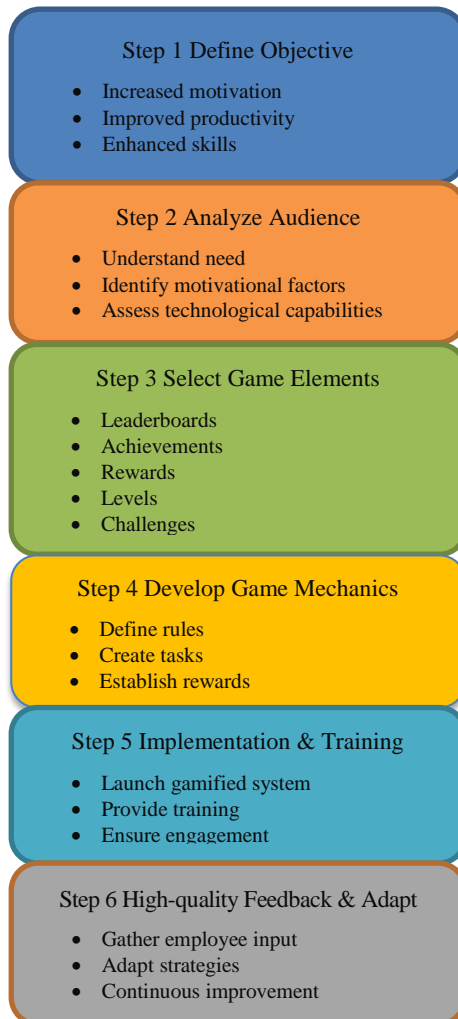 Step 1 Define Objective
• Increased motivation
• Improved productivity
• Enhanced skills
Step 2 Analyze Audience
• Understand need
• Identify motivational factors
• Assess technological capabilities
Step 3 Select Game Elements
• Leaderboards
• Achievements
• Rewards
• Levels
• Challenges
Step 4 Develop Game Mechanics
• Define rules
• Create tasks
• Establish rewards
Step 5 Implementation & Training
• Launch gamified system
• Provide training
• Ensure engagement
Step 6 High-quality Feedback & Adapt
• Gather employee input
• Adapt strategies
• Continuous improvement